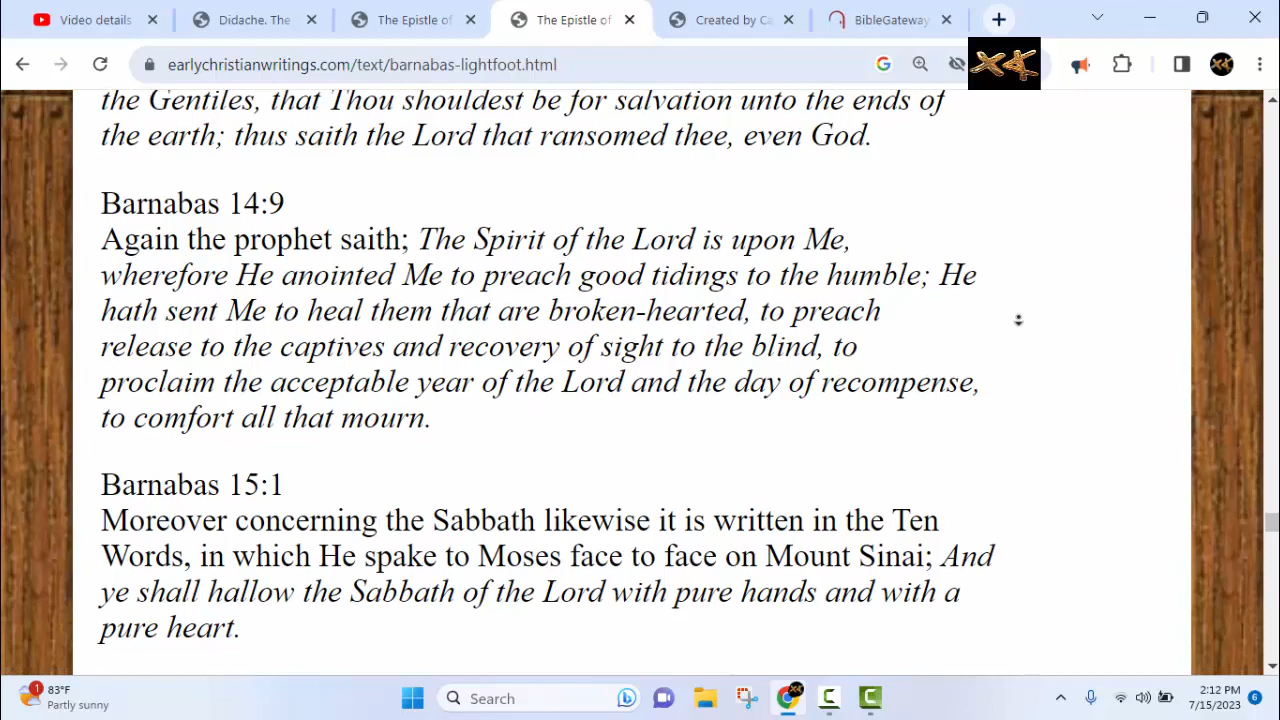 Video details
Didache. The
The Epistle of
The Epistle of
Created by Ca
BibleGateway
earlychristianwritings.com/text/barnabas-lightfoot.html
the Gentiles, that Thou shouldest be for salvation unto the ends of
the earth; thus saith the Lord that ransomed thee, even God.
Barnabas 14:9
Again the prophet saith; The Spirit of the Lord is upon Me,
wherefore He anointed Me to preach good tidings to the humble; He
hath sent Me to heal them that are broken-hearted, to preach
release to the captives and recovery of sight to the blind, to
proclaim the acceptable year of the Lord and the day of recompense,
to comfort all that mourn.
Barnabas 15:1
Moreover concerning the Sabbath likewise it is written in the Ten
Words, in which He spake to Moses face to face on Mount Sinai; And
ye shall hallow the Sabbath of the Lord with pure hands and with a
pure heart.
1
83°F
Partly sunny
Search
2:12 PM
7/15/2023
6